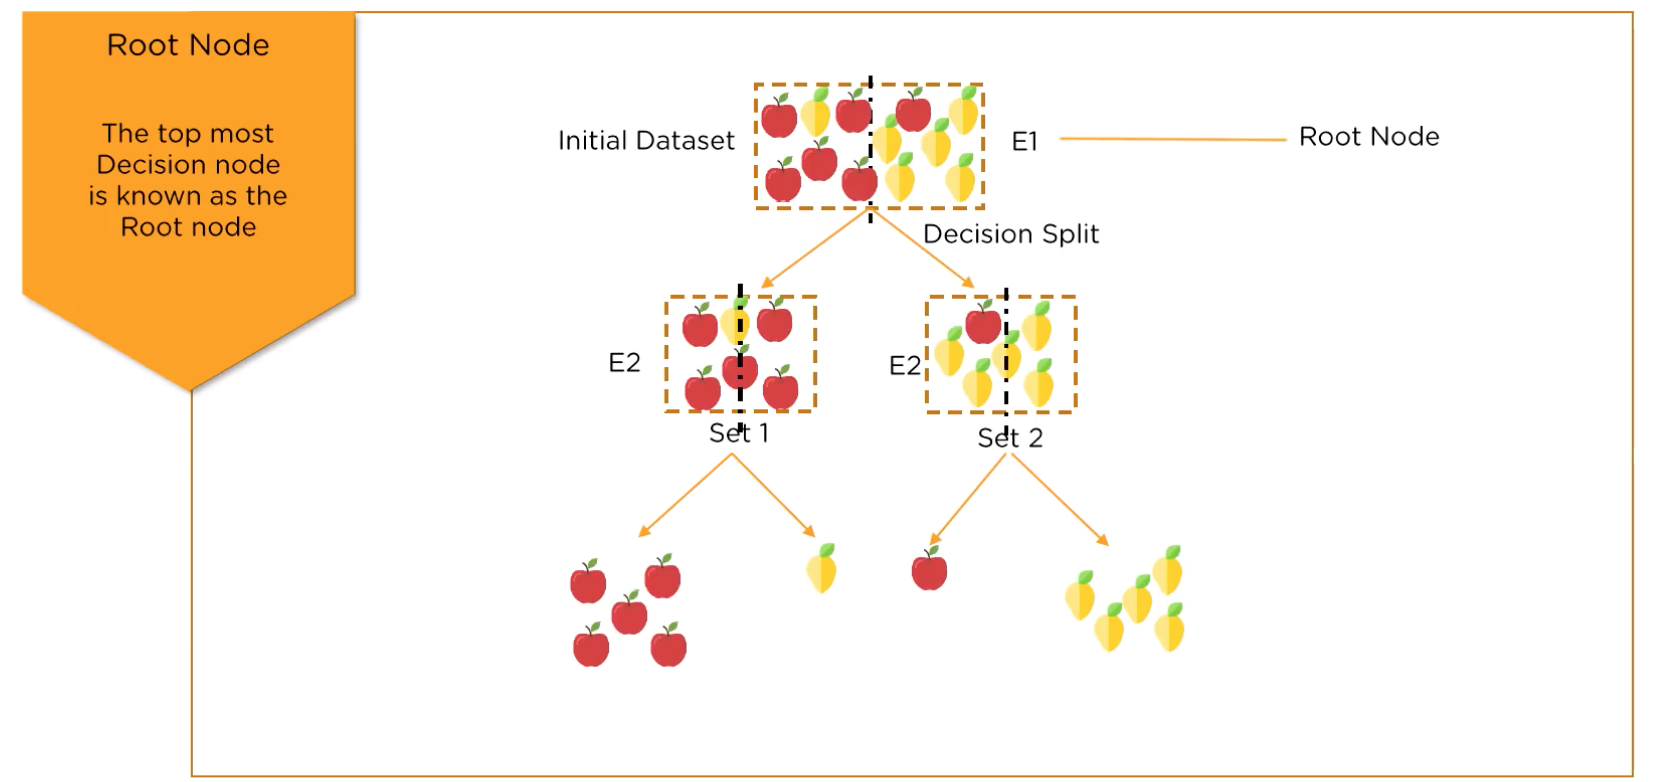 Root Node
The top most
Decision node
is known as the
Root node
Initial Dataset
E1
Root Node
Decision Split
E2
E2
Set 1
Set 2